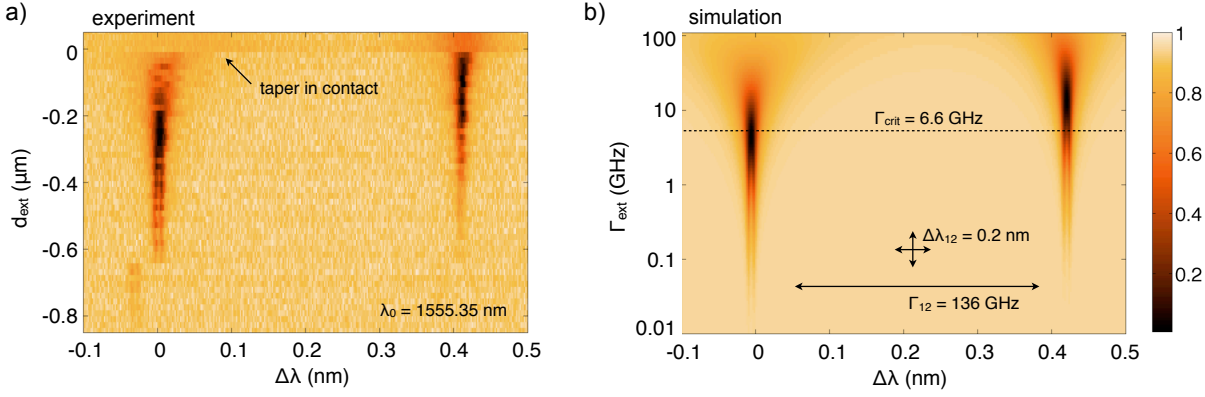 a)
experiment
0
-0.2
-0.4
-0.6
-0.8
d_ext (μm)
taper in contact
λ₀ = 1555.35 nm
-0.1
0
0.1
0.2
0.3
0.4
0.5
Δλ (nm)
b)
simulation
100
10
1
0.1
0.01
Γ_ext (GHz)
Γ_crit = 6.6 GHz
Δλ₁₂ = 0.2 nm
Γ₁₂ = 136 GHz
-0.1
0
0.1
0.2
0.3
0.4
0.5
Δλ (nm)
1
0.8
0.6
0.4
0.2